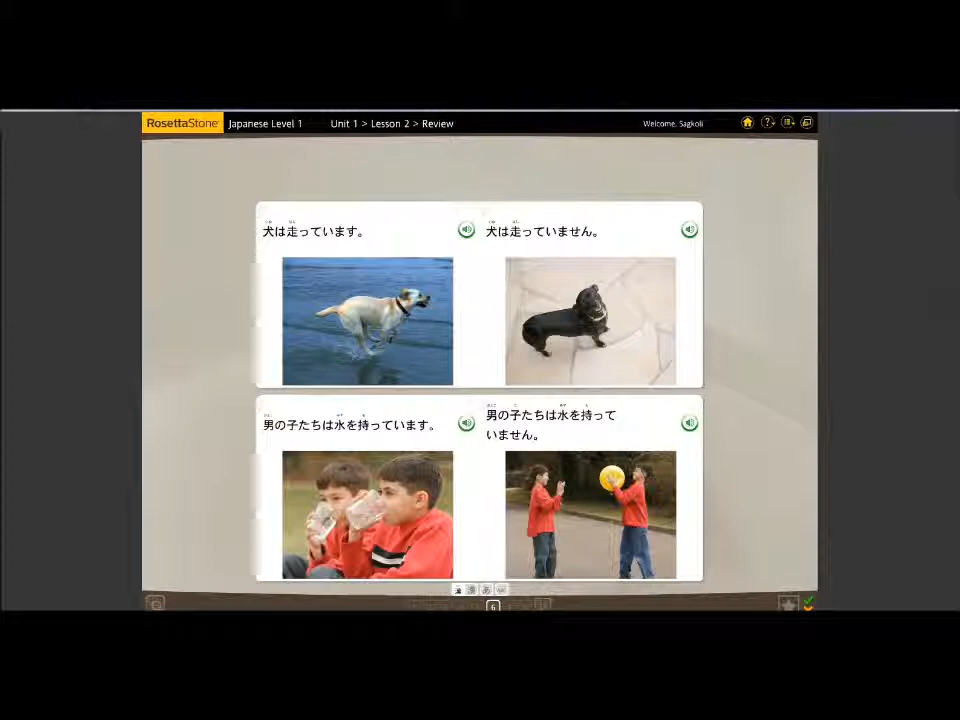 RosettaStone
Japanese Level 1
Unit 1 > Lesson 2 > Review
Welcome, Sagkoli
犬は走っています。
犬は走っていません。
男の子たちは水を持っています。
男の子たちは水を持って
いません。
漢 あ
6